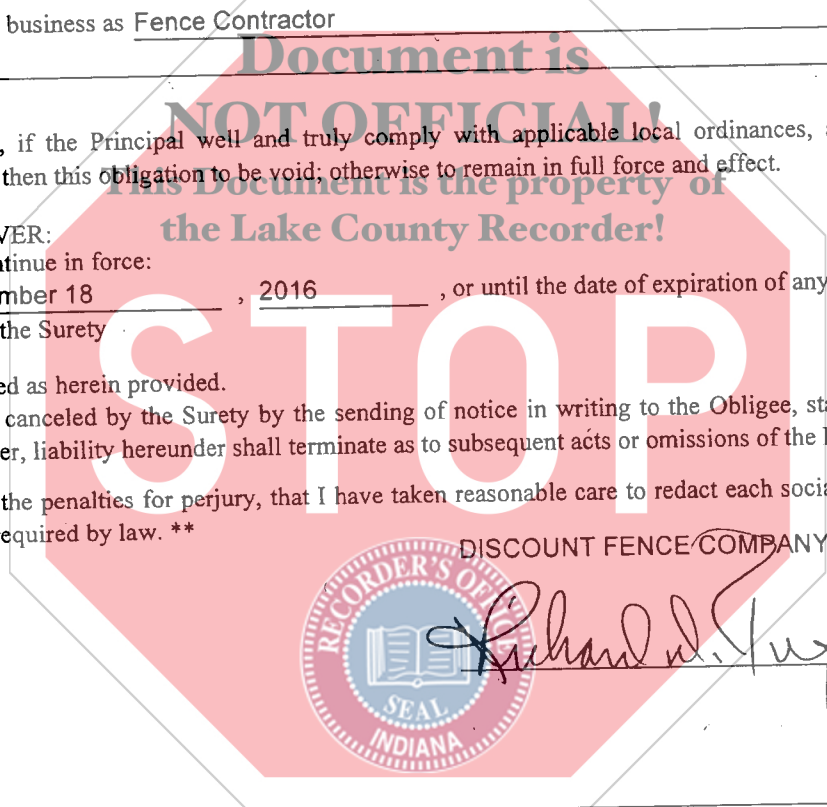 business as Fence Contractor
Document is
NOT OFFICIAL!
, if the Principal well and truly comply with applicable local ordinances,
then this obligation to be void; otherwise to remain in full force and effect.
This Document is the property of
the Lake County Recorder!
VER:
tinue in force:
mber 18 , 2016 , or until the date of expiration of any
the Surety
STOP
ed as herein provided.
canceled by the Surety by the sending of notice in writing to the Obligee, sta
er, liability hereunder shall terminate as to subsequent acts or omissions of the
the penalties for perjury, that I have taken reasonable care to redact each socia
equired by law. **
DISCOUNT FENCE COMPANY
Richard D.
RECORDER'S OFFICE
SEAL
INDIANA